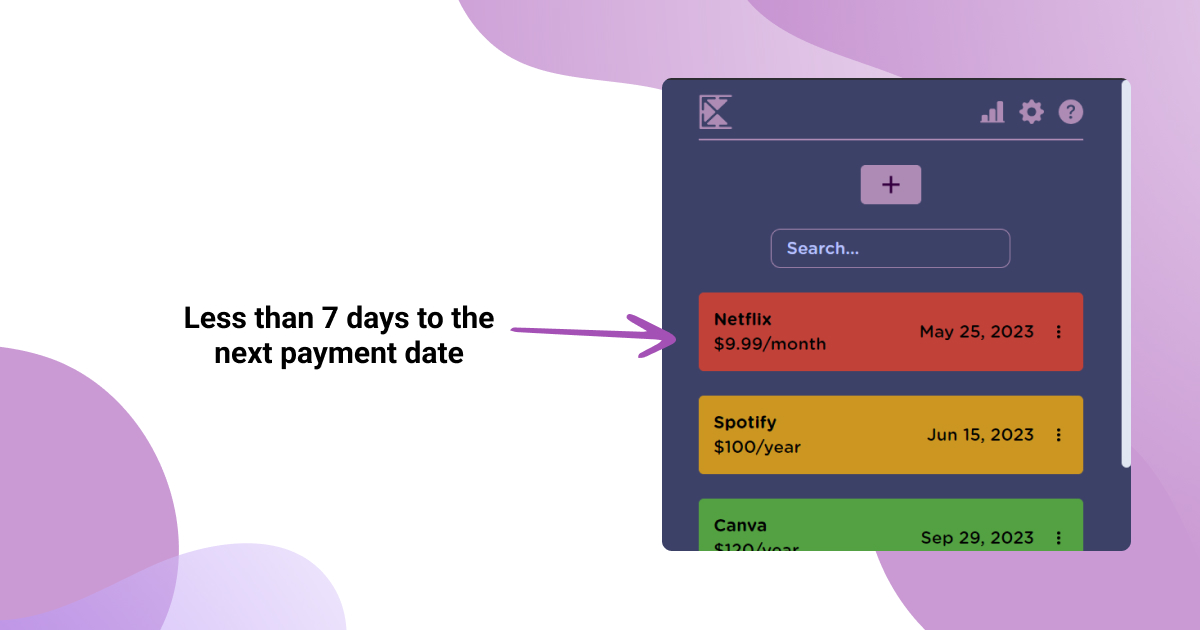 Less than 7 days to the
next payment date
+
Search...
Netflix
$9.99/month
May 25, 2023
Spotify
$100/year
Jun 15, 2023
Canva
$120/year
Sep 29, 2023